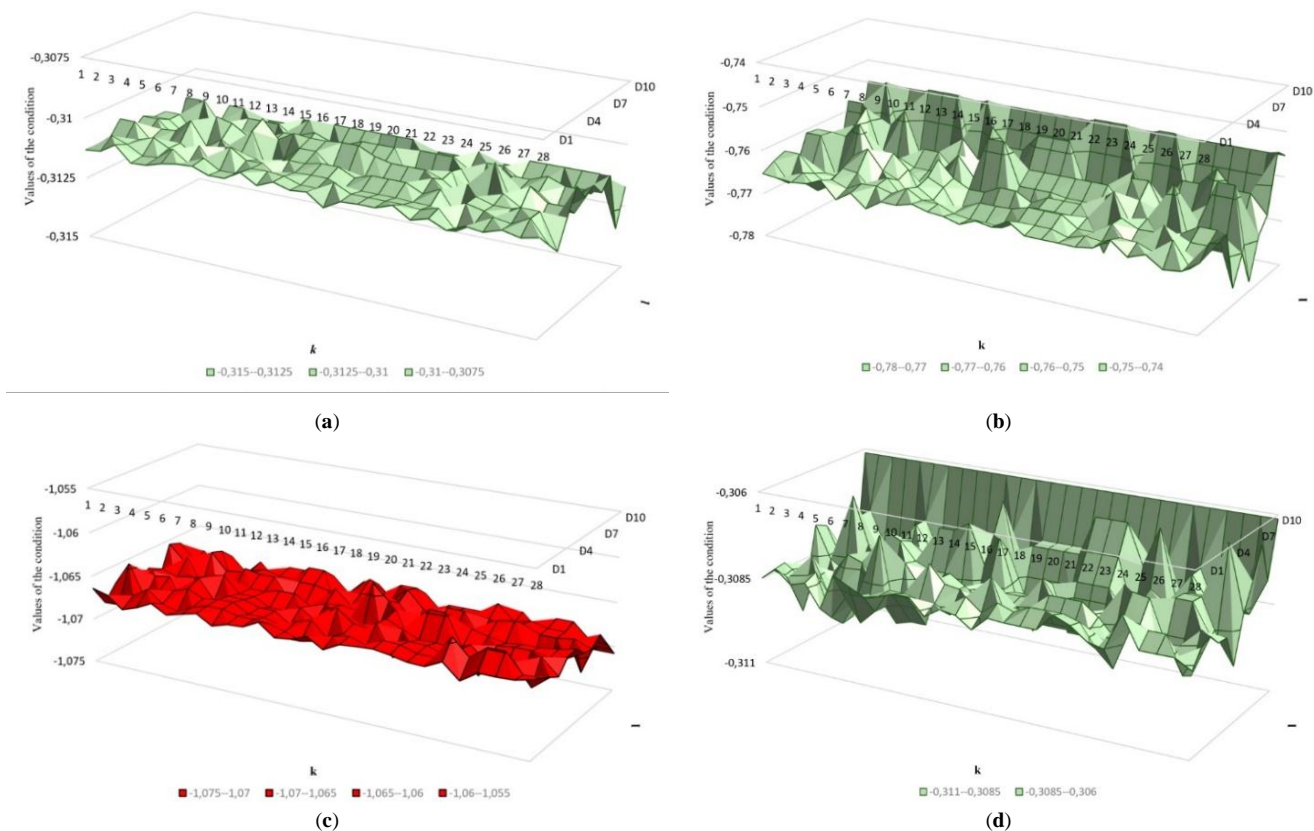 -0,3075
1 2 3 4 5 6 7 8 9 10 11 12 13 14 15 16 17 18 19 20 21 22 23 24 25 26 27 28
-0,31
-0,3125
-0,315
Values of the condition
D10
D7
D4
D1
l
k
-0,315--0,3125 -0,3125--0,31 -0,31--0,3075
(a)
-0,74
1 2 3 4 5 6 7 8 9 10 11 12 13 14 15 16 17 18 19 20 21 22 23 24 25 26 27 28
-0,75
-0,76
-0,77
-0,78
Values of the condition
D10
D7
D4
D1
l
k
-0,78--0,77 -0,77--0,76 -0,76--0,75 -0,75--0,74
(b)
-1,055
1 2 3 4 5 6 7 8 9 10 11 12 13 14 15 16 17 18 19 20 21 22 23 24 25 26 27 28
-1,06
-1,065
-1,07
-1,075
Values of the condition
D10
D7
D4
D1
l
k
-1,075--1,07 -1,07--1,065 -1,065--1,06 -1,06--1,055
(c)
-0,306
1 2 3 4 5 6 7 8 9 10 11 12 13 14 15 16 17 18 19 20 21 22 23 24 25 26 27 28
-0,3085
-0,311
Values of the condition
D10
D7
D4
D1
l
k
-0,311--0,3085 -0,3085--0,306
(d)